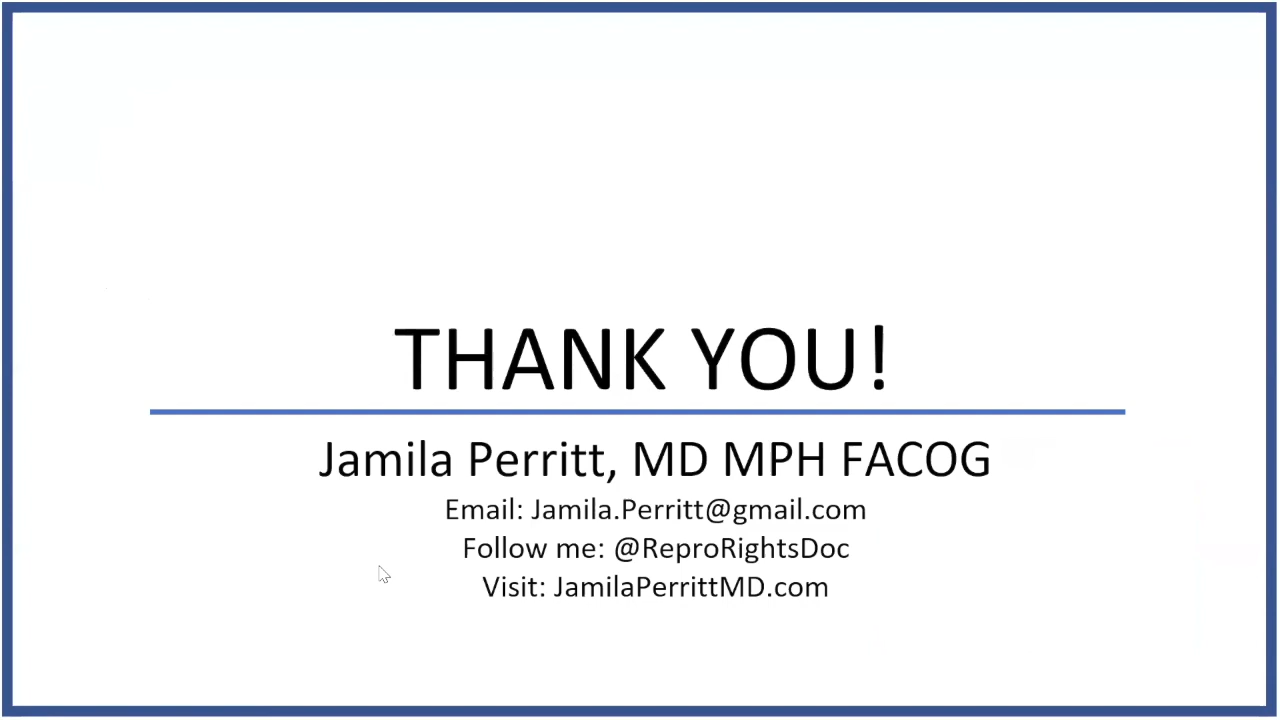 THANK YOU!
Jamila Perritt, MD MPH FACOG
Email: Jamila.Perritt@gmail.com
Follow me: @ReproRightsDoc
Visit: JamilaPerrittMD.com